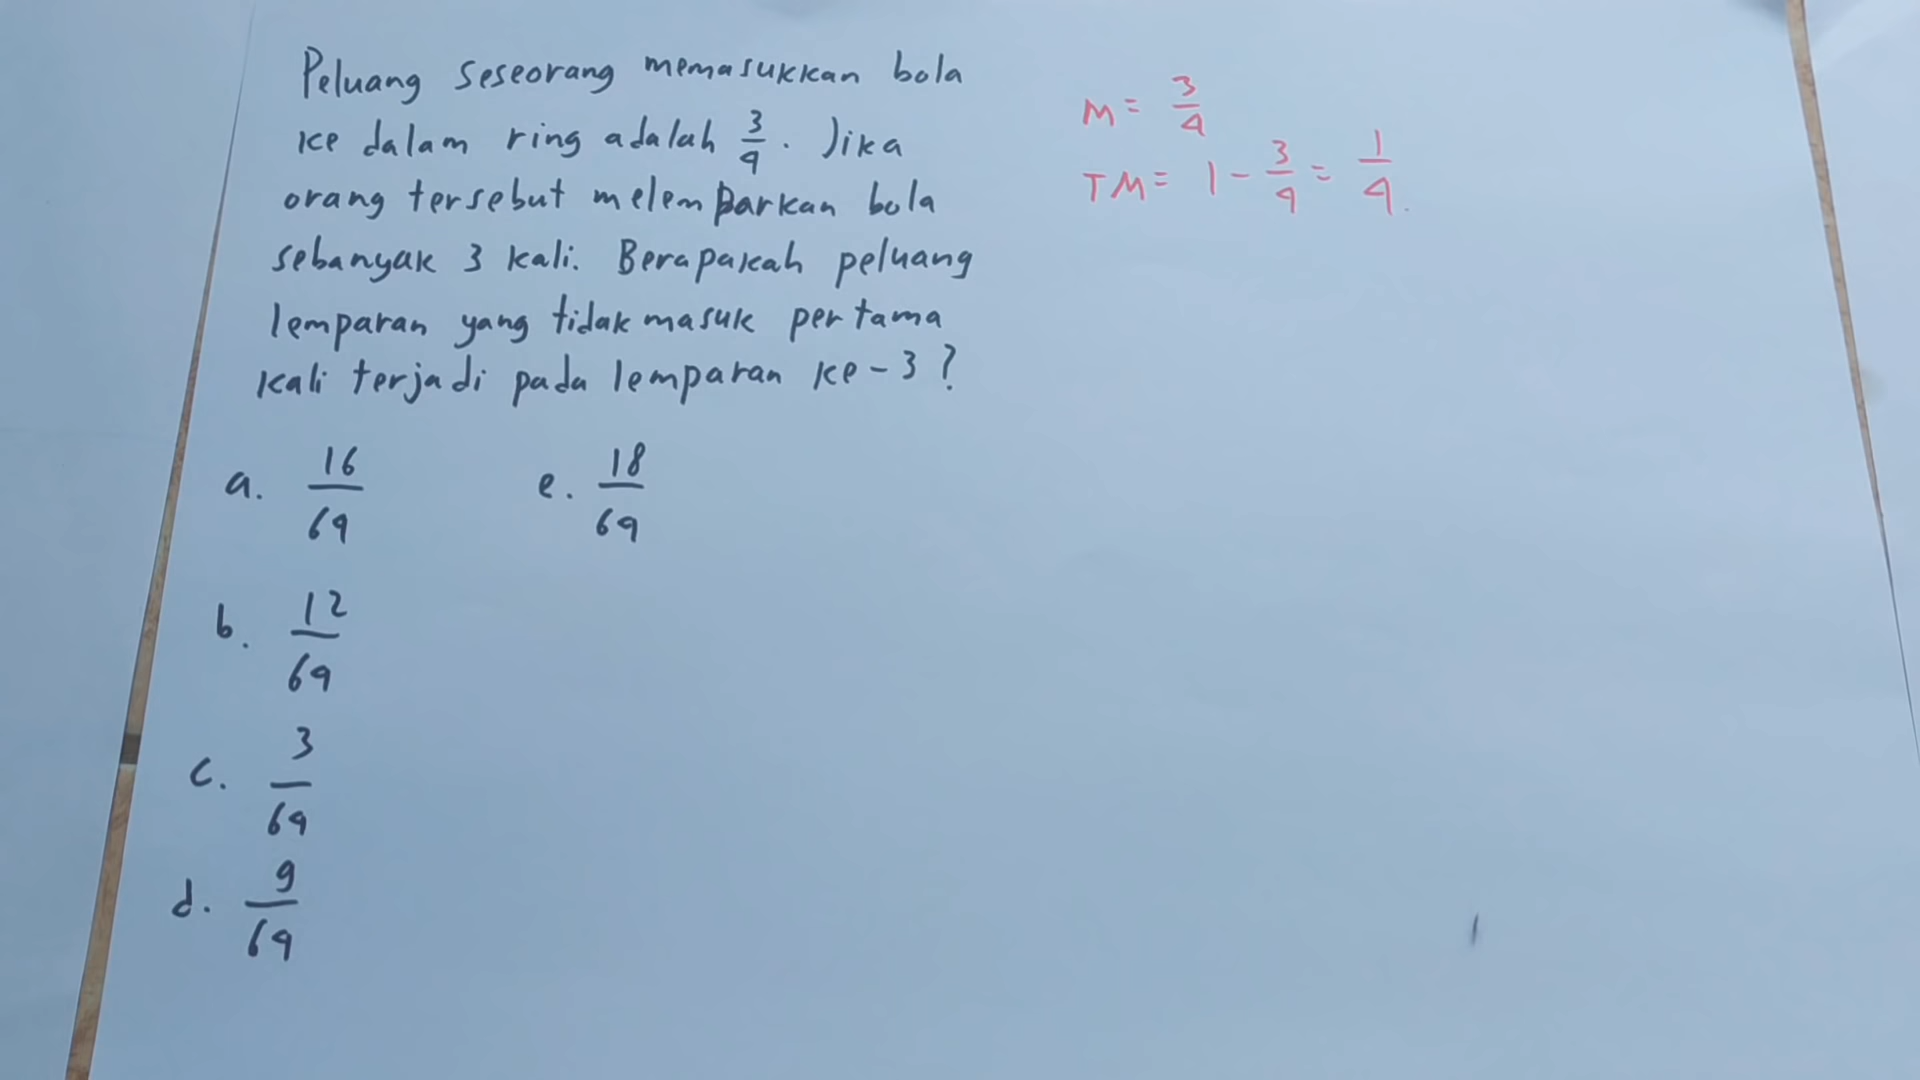 Peluang seseorang memasukkan bola
ke dalam ring adalah 3/4. Jika
orang tersebut melemparkan bola
sebanyak 3 kali. Berapakah peluang
lemparan yang tidak masuk pertama
kali terjadi pada lemparan ke-3?
a. 16/64
e. 18/64
b. 12/64
c. 3/64
d. 9/64
M = 3/4
TM = 1 - 3/4 = 1/4.